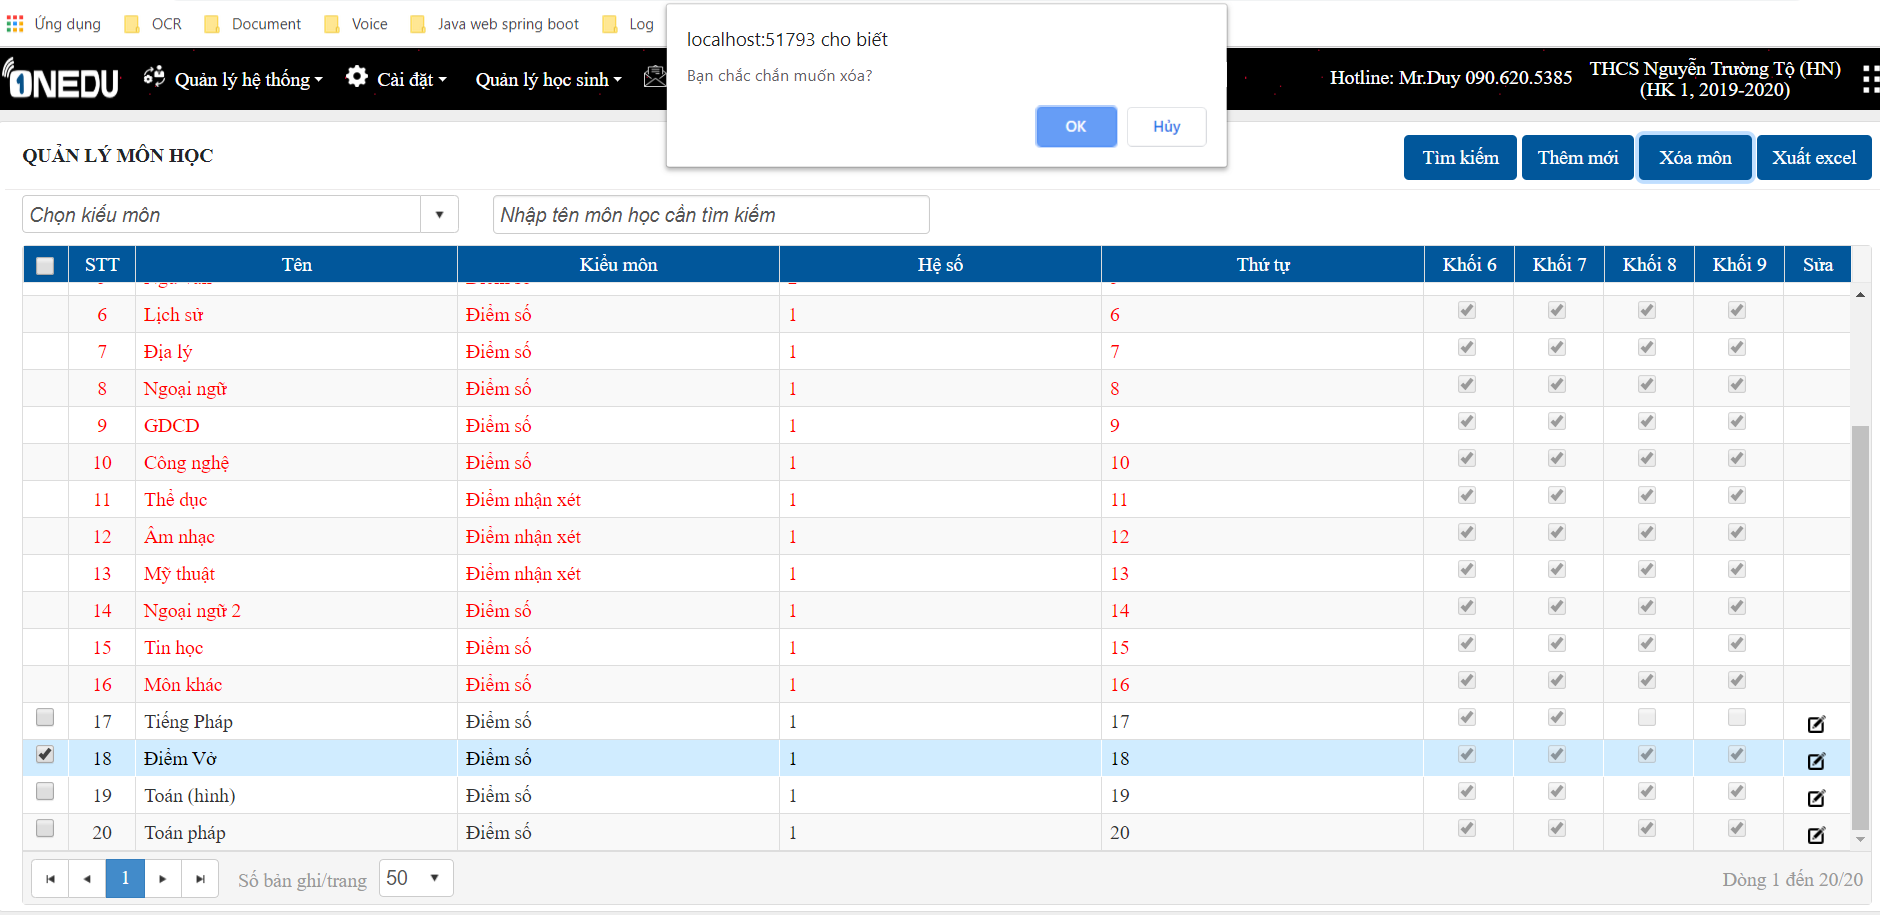 Ứng dụng OCR Document Voice Java web spring boot Log
localhost:51793 cho biết
Bạn chắc chắn muốn xóa?
OK Hủy
ONEDU Quản lý hệ thống Cài đặt Quản lý học sinh Hotline: Mr.Duy 090.620.5385 THCS Nguyễn Trường Tộ (HN)
(HK 1, 2019-2020)
QUẢN LÝ MÔN HỌC Tìm kiếm Thêm mới Xóa môn Xuất excel
Chọn kiểu môn Nhập tên môn học cần tìm kiếm
STT Tên Kiểu môn Hệ số Thứ tự Khối 6 Khối 7 Khối 8 Khối 9 Sửa
6 Lịch sử Điểm số 1 6
7 Địa lý Điểm số 1 7
8 Ngoại ngữ Điểm số 1 8
9 GDCD Điểm số 1 9
10 Công nghệ Điểm số 1 10
11 Thể dục Điểm nhận xét 1 11
12 Âm nhạc Điểm nhận xét 1 12
13 Mỹ thuật Điểm nhận xét 1 13
14 Ngoại ngữ 2 Điểm số 1 14
15 Tin học Điểm số 1 15
16 Môn khác Điểm số 1 16
17 Tiếng Pháp Điểm số 1 17
18 Điểm Vở Điểm số 1 18
19 Toán (hình) Điểm số 1 19
20 Toán pháp Điểm số 1 20
1 Số bản ghi/trang 50 Dòng 1 đến 20/20